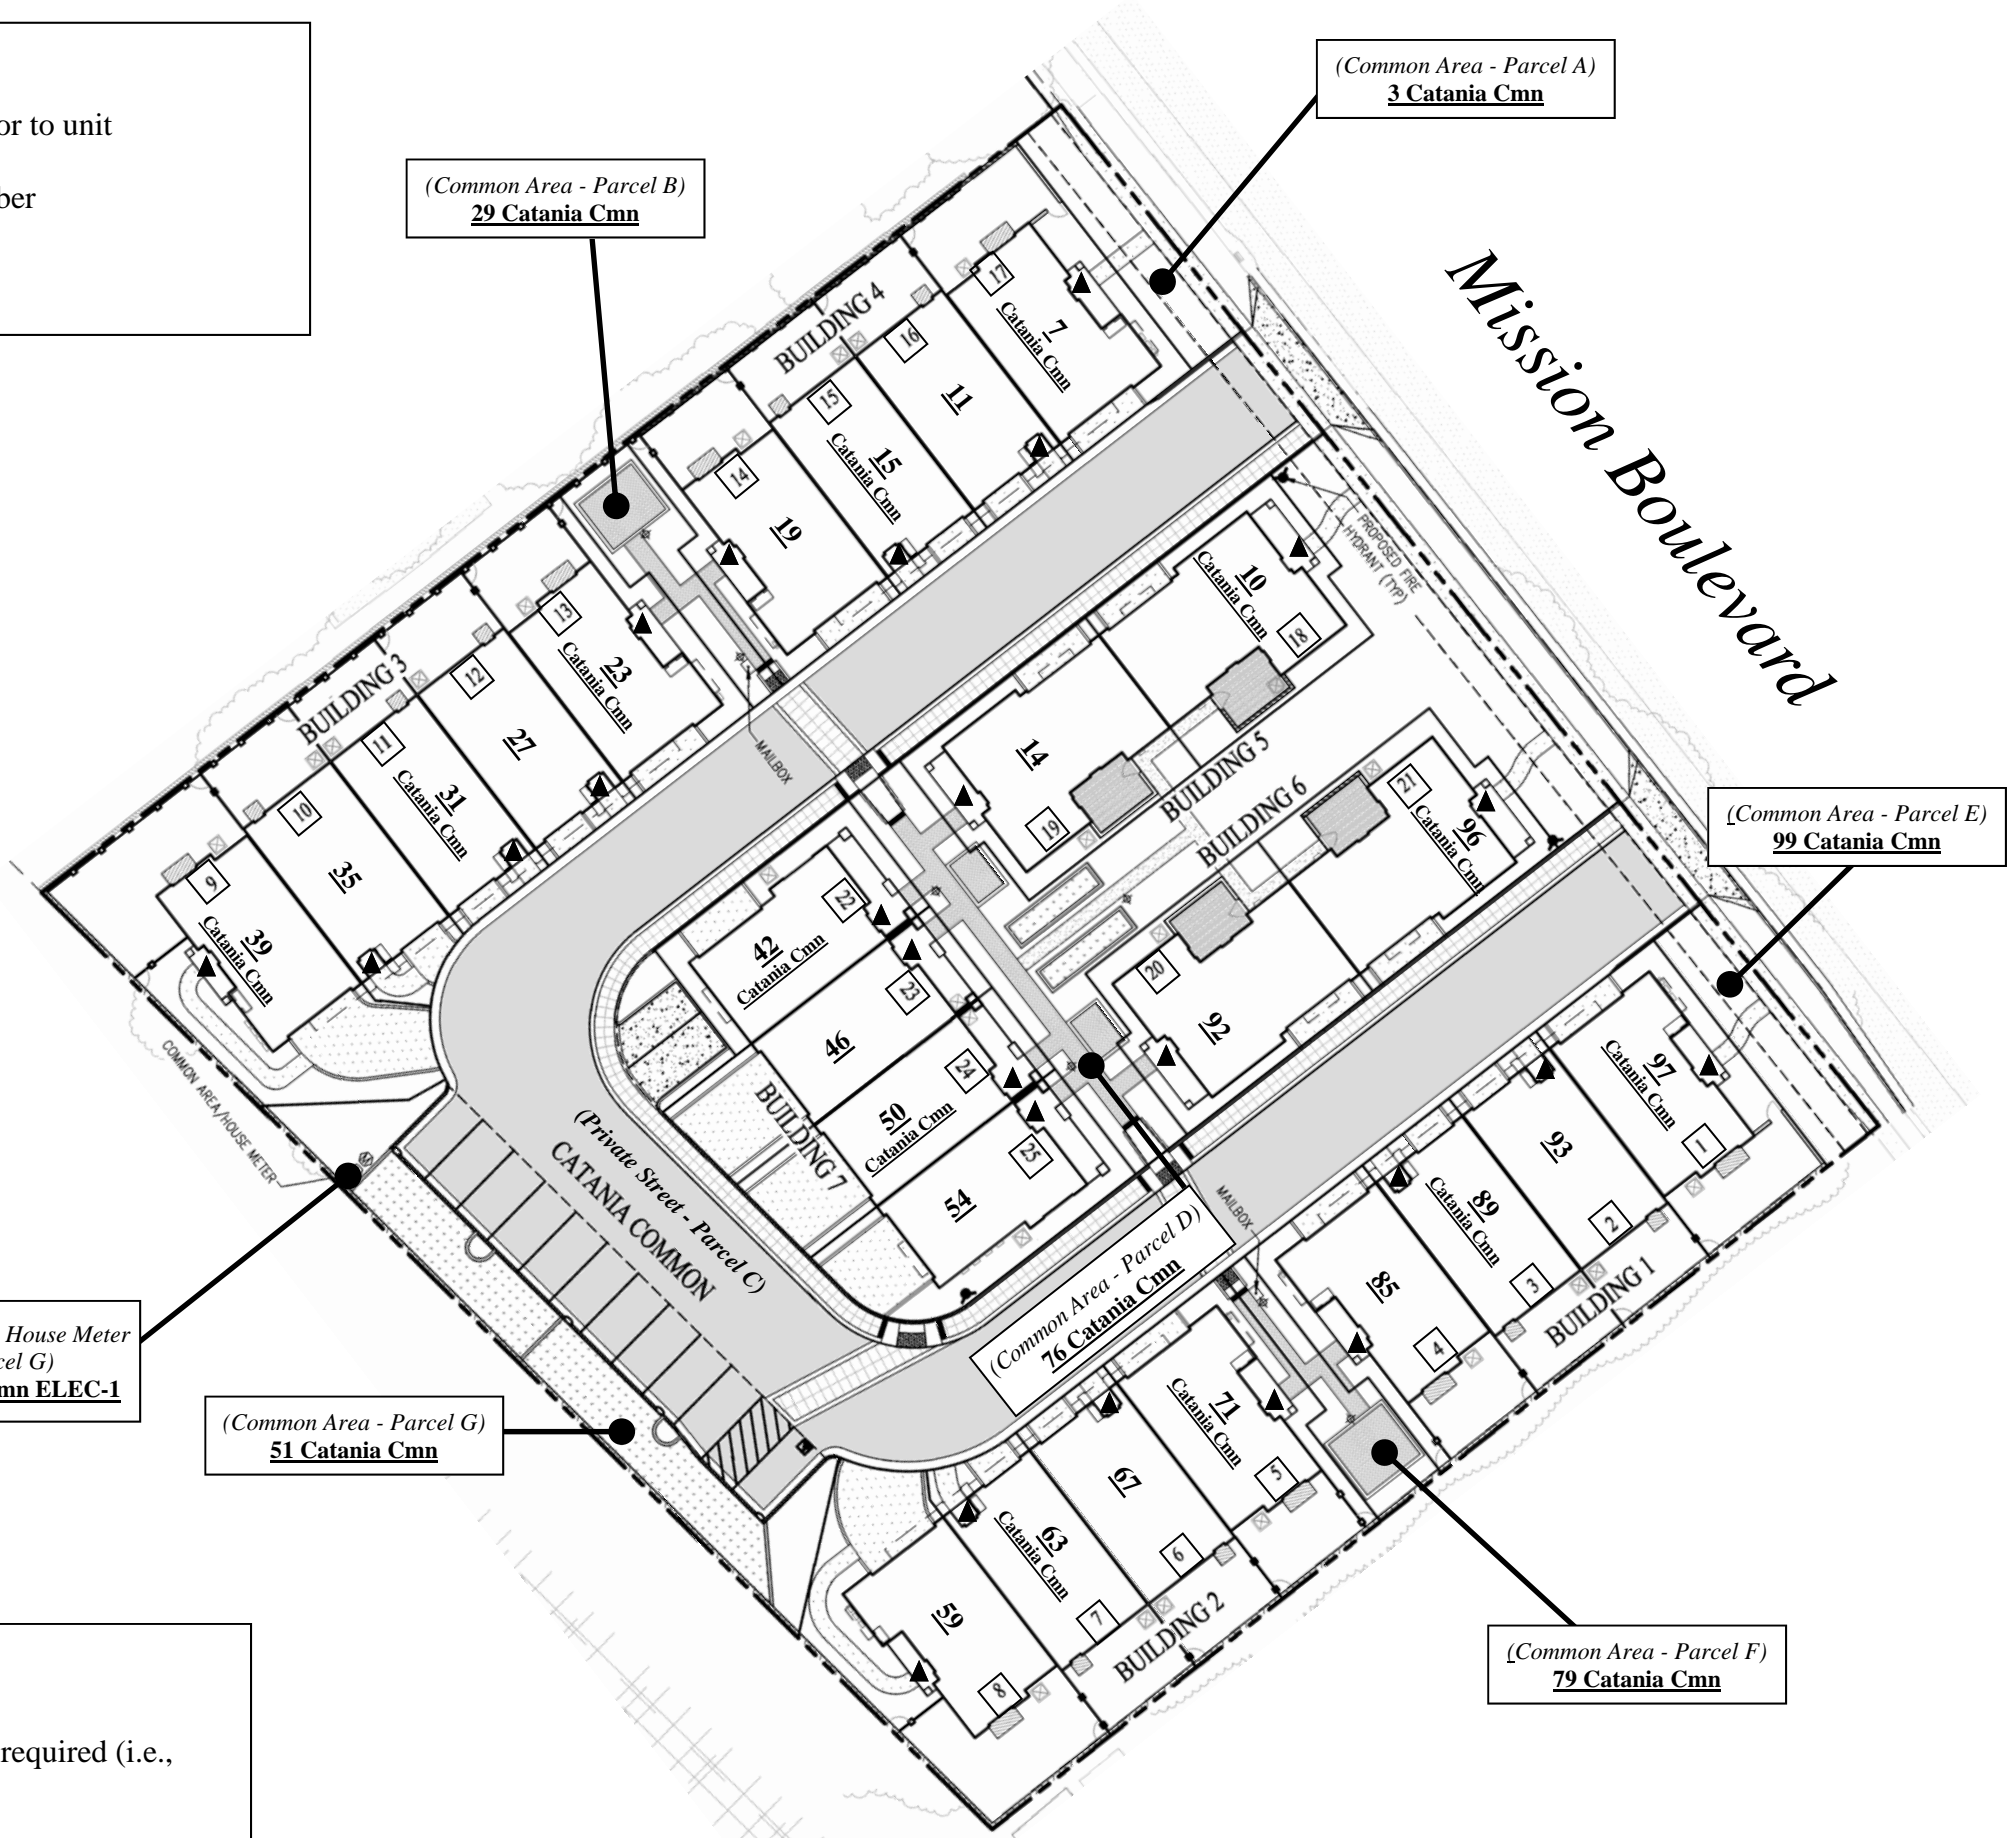 or to unit
ber
(Common Area - Parcel A)
3 Catania Cmn
(Common Area - Parcel B)
29 Catania Cmn
Mission Boulevard
BUILDING 4
17
7
Catania Cmn
16
11
15
15
Catania Cmn
14
19
BUILDING 3
13
23
Catania Cmn
12
27
11
31
Catania Cmn
10
35
9
39
Catania Cmn
MAILBOX
PROPOSED FIRE
HYDRANT (TYP)
10
Catania Cmn
18
14
19
BUILDING 5
BUILDING 6
21
96
Catania Cmn
20
92
(Common Area - Parcel E)
99 Catania Cmn
22
42
Catania Cmn
23
46
24
50
Catania Cmn
25
54
BUILDING 7
(Private Street - Parcel C)
CATANIA COMMON
COMMON AREA/HOUSE METER
House Meter
cel G)
mn ELEC-1
(Common Area - Parcel G)
51 Catania Cmn
(Common Area - Parcel D)
76 Catania Cmn
MAILBOX
97
Catania Cmn
1
93
2
89
Catania Cmn
3
85
4
BUILDING 1
71
Catania Cmn
5
67
6
63
Catania Cmn
7
59
8
BUILDING 2
(Common Area - Parcel F)
79 Catania Cmn
required (i.e.,